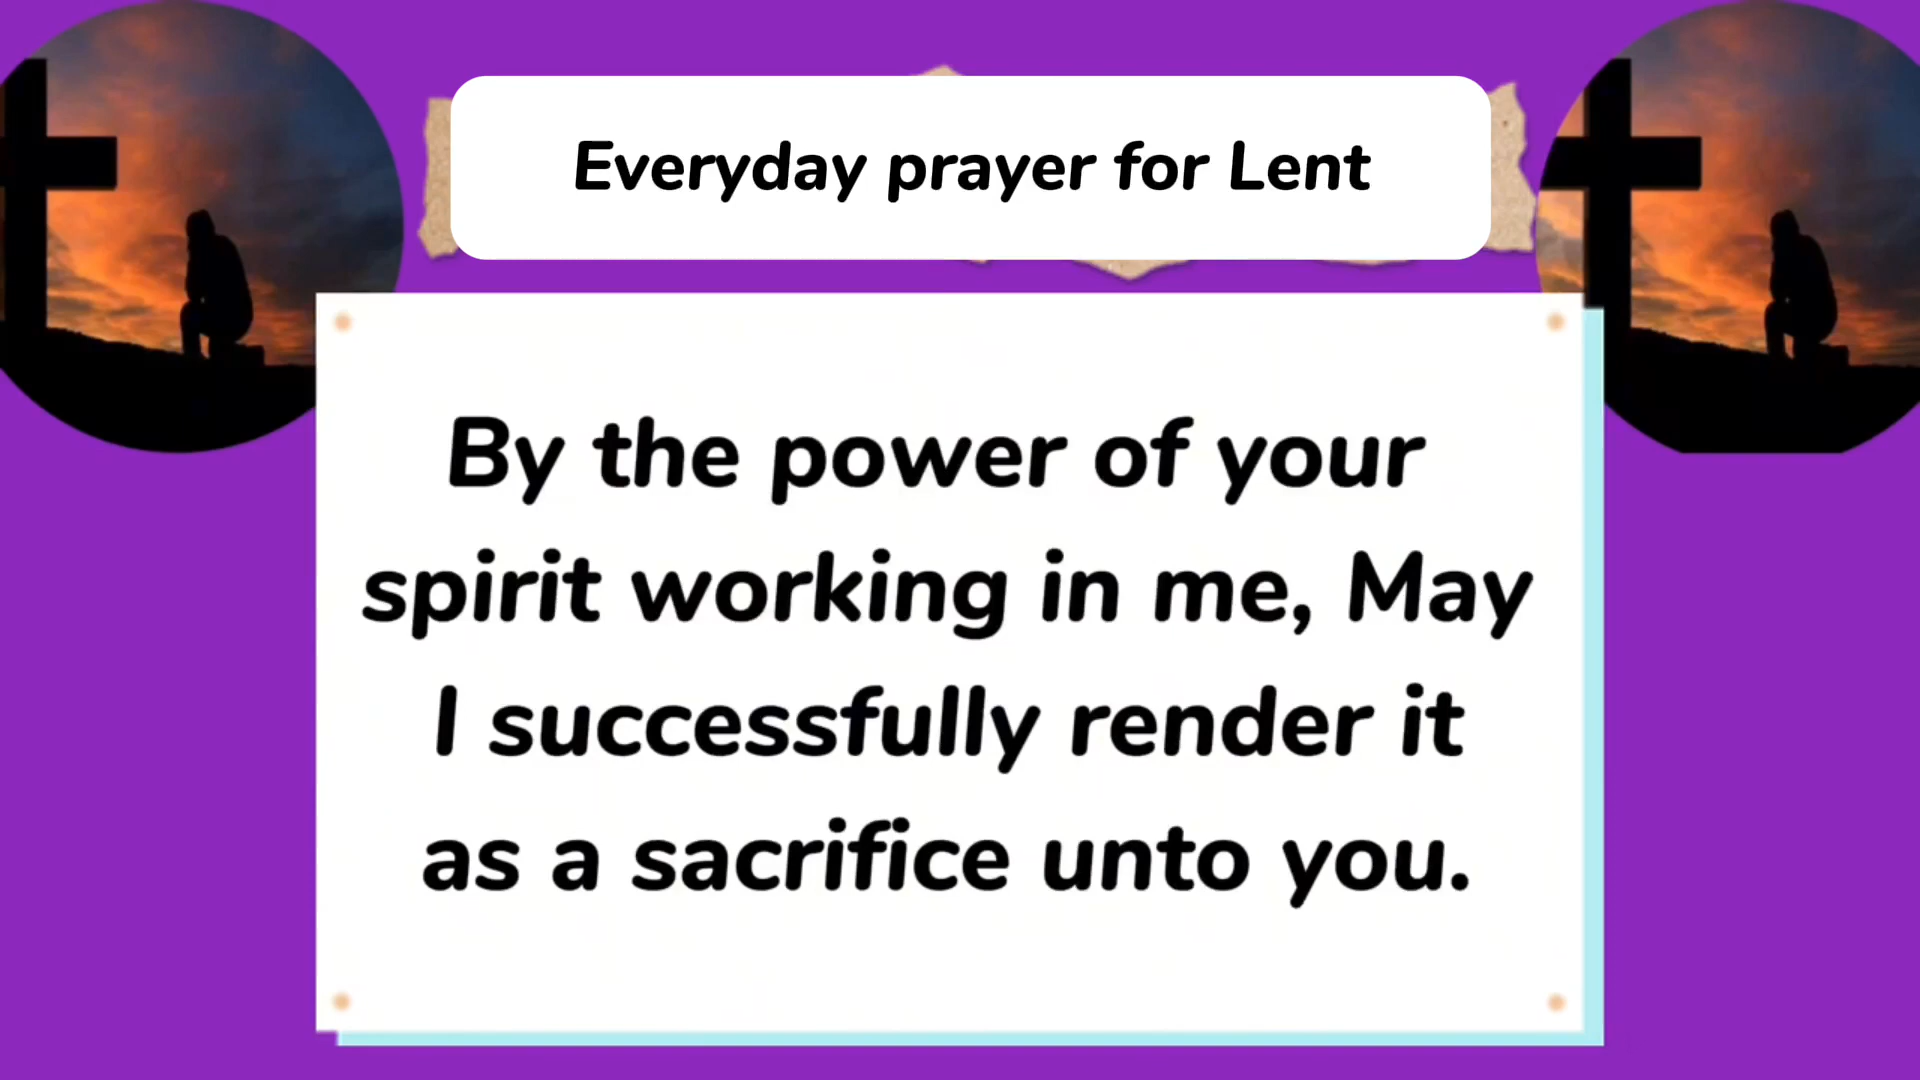 Everyday prayer for Lent
By the power of your
spirit working in me, May
I successfully render it
as a sacrifice unto you.